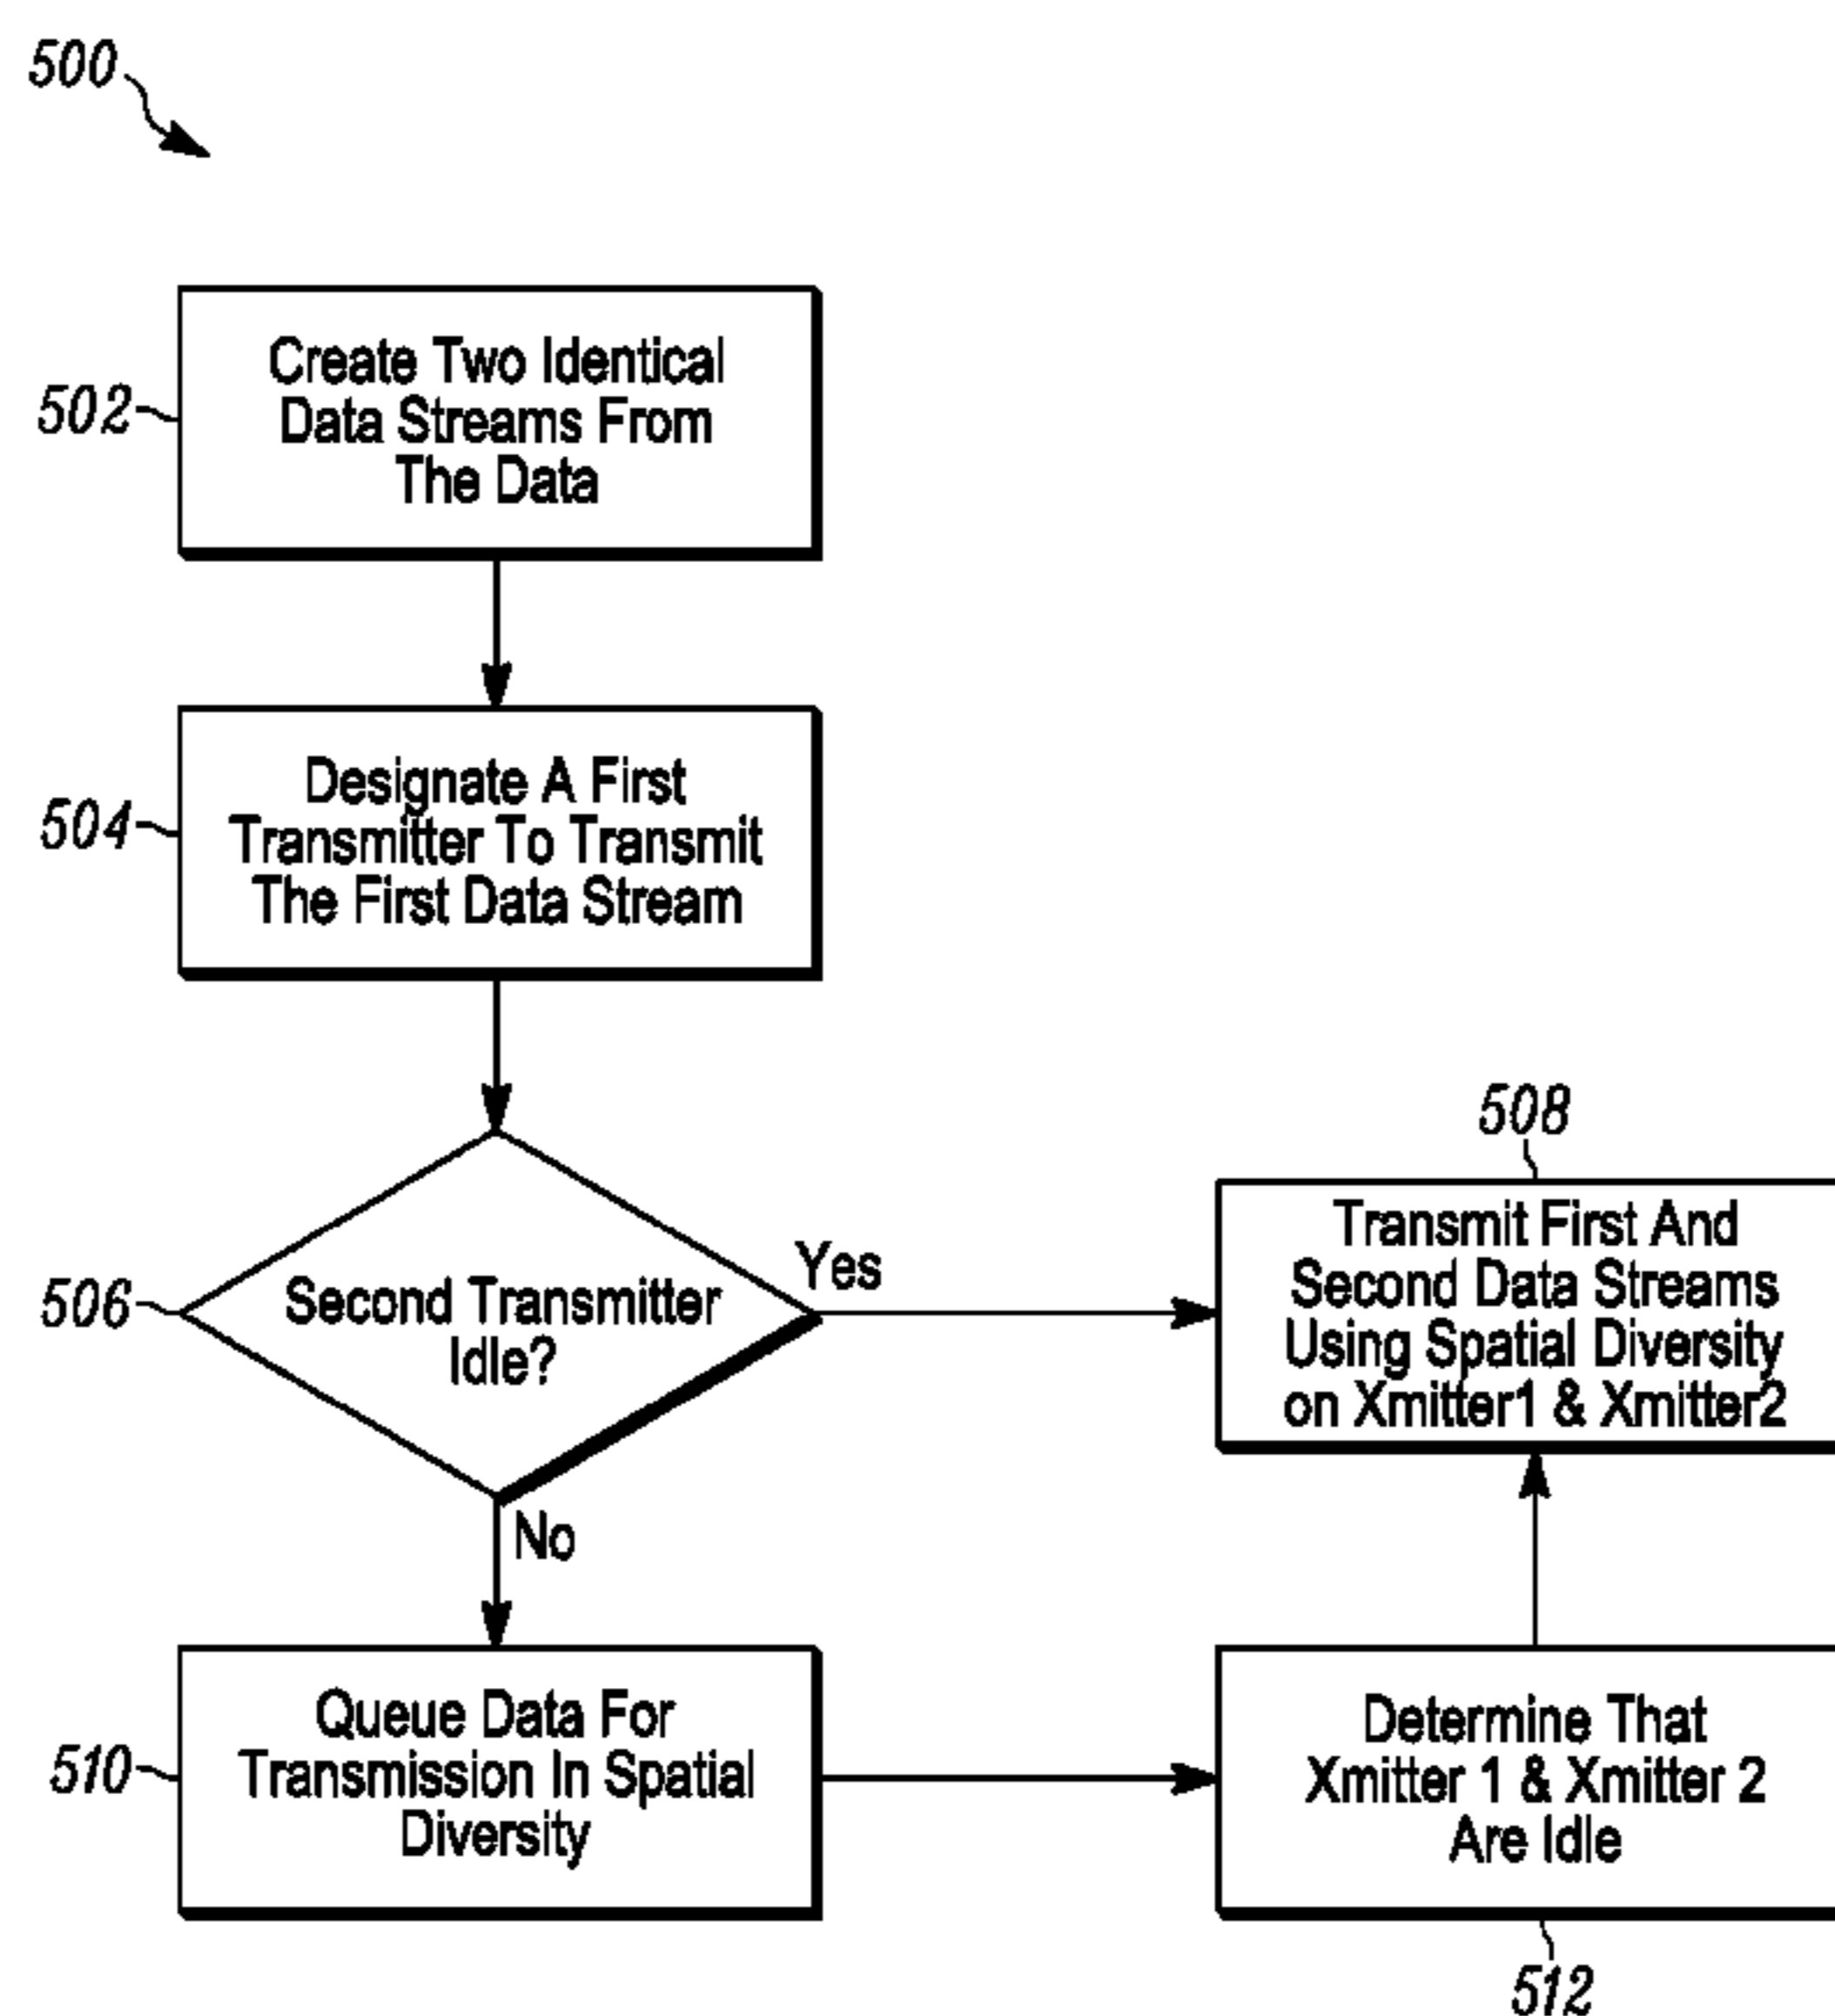 500
502
Create Two Identical
Data Streams From
The Data
504
Designate A First
Transmitter To Transmit
The First Data Stream
506
Second Transmitter
Idle?
Yes
No
508
Transmit First And
Second Data Streams
Using Spatial Diversity
on Xmitter1 & Xmitter2
510
Queue Data For
Transmission In Spatial
Diversity
Determine That
Xmitter 1 & Xmitter 2
Are Idle
512